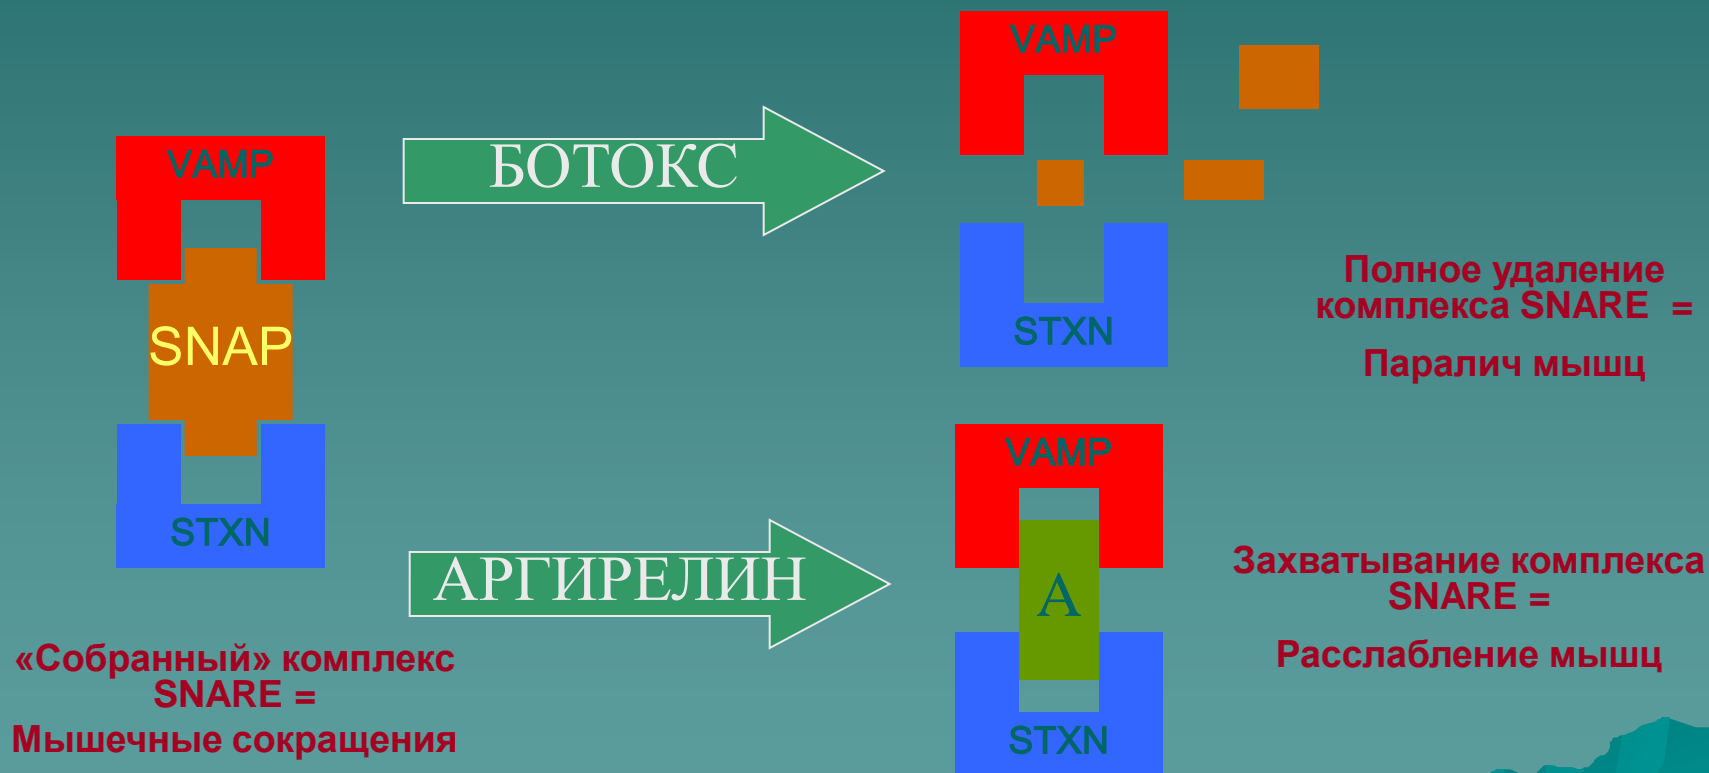 VAMP
SNAP
STXN
«Собранный» комплекс
SNARE =
Мышечные сокращения
БОТОКС
VAMP
STXN
Полное удаление
комплекса SNARE =
Паралич мышц
АРГИРЕЛИН
VAMP
А
STXN
Захватывание комплекса
SNARE =
Расслабление мышц